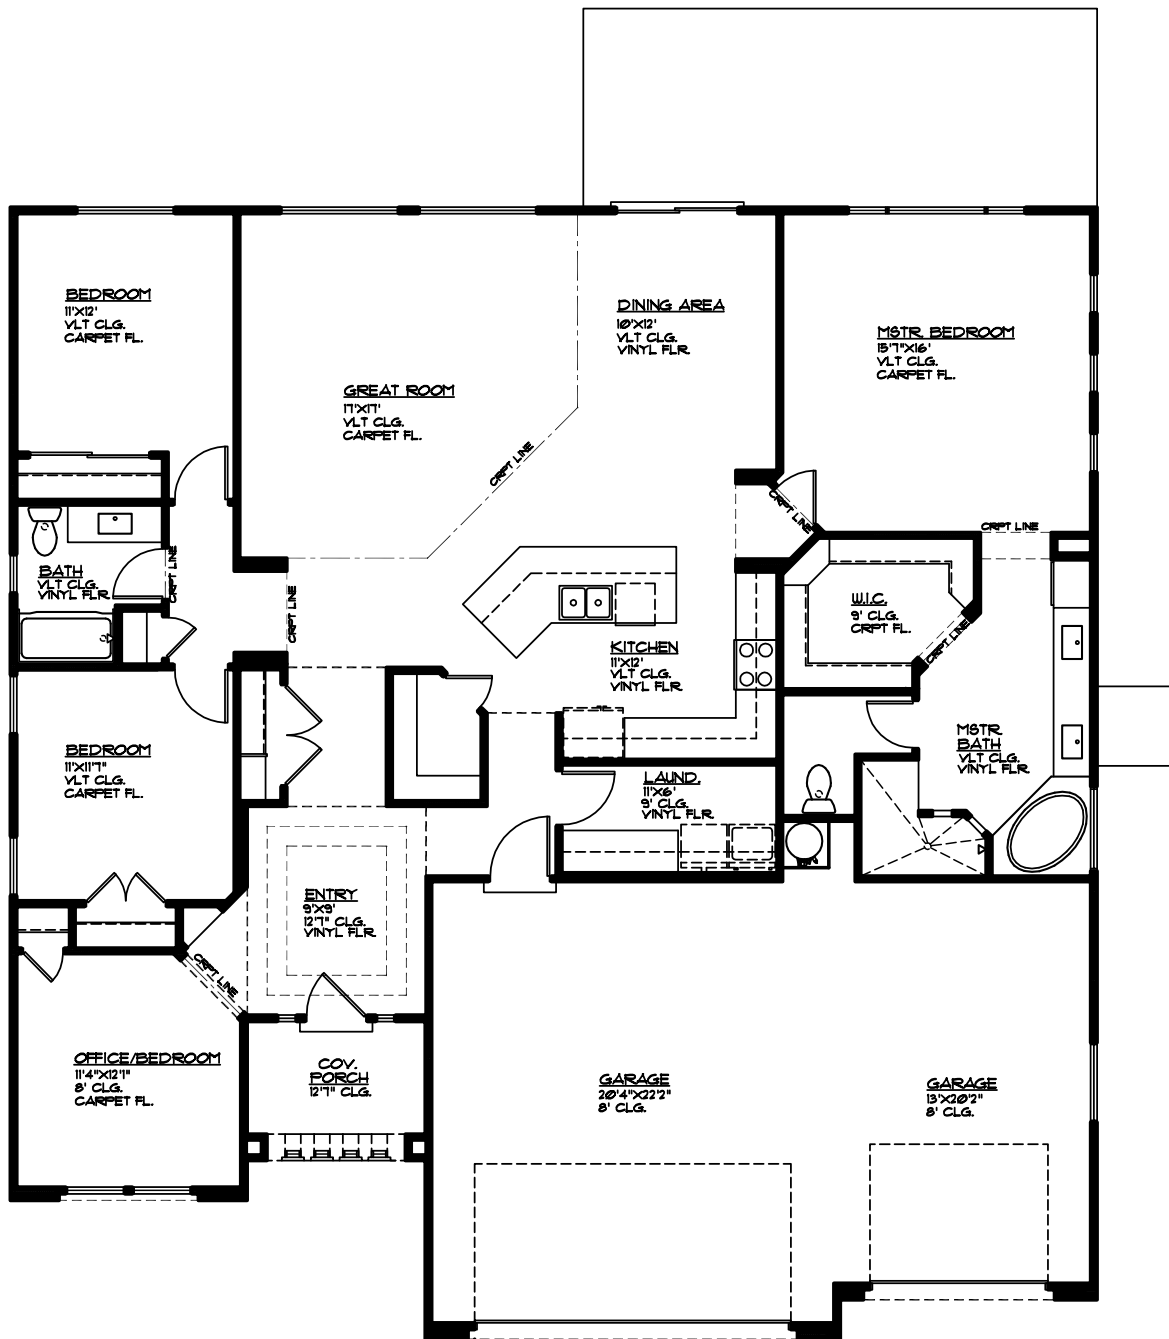 BEDROOM
11'X12'
VLT CLG.
CARPET FL.
DINING AREA
10'X12'
VLT CLG.
VINYL FLR.
MSTR. BEDROOM
15'7"X16'
VLT CLG.
CARPET FL.
GREAT ROOM
17'X17'
VLT CLG.
CARPET FL.
CRPT LINE
CRPT LINE
CRPT LINE
BATH
VLT CLG.
VINYL FLR.
CRPT LINE
CRPT LINE
W.I.C.
9' CLG.
CRPT FL.
CRPT LINE
KITCHEN
11'X12'
VLT CLG.
VINYL FLR.
BEDROOM
11'X11'7"
VLT CLG.
CARPET FL.
MSTR.
BATH
VLT CLG.
VINYL FLR.
LAUND.
11'X6'
9' CLG.
VINYL FLR.
ENTRY
9'X9'
12'7" CLG.
VINYL FLR.
CRPT LINE
OFFICE/BEDROOM
11'4"X12'1"
8' CLG.
CARPET FL.
COV.
PORCH
12'7" CLG.
GARAGE
20'4"X22'2"
8' CLG.
GARAGE
13'X20'2"
8' CLG.